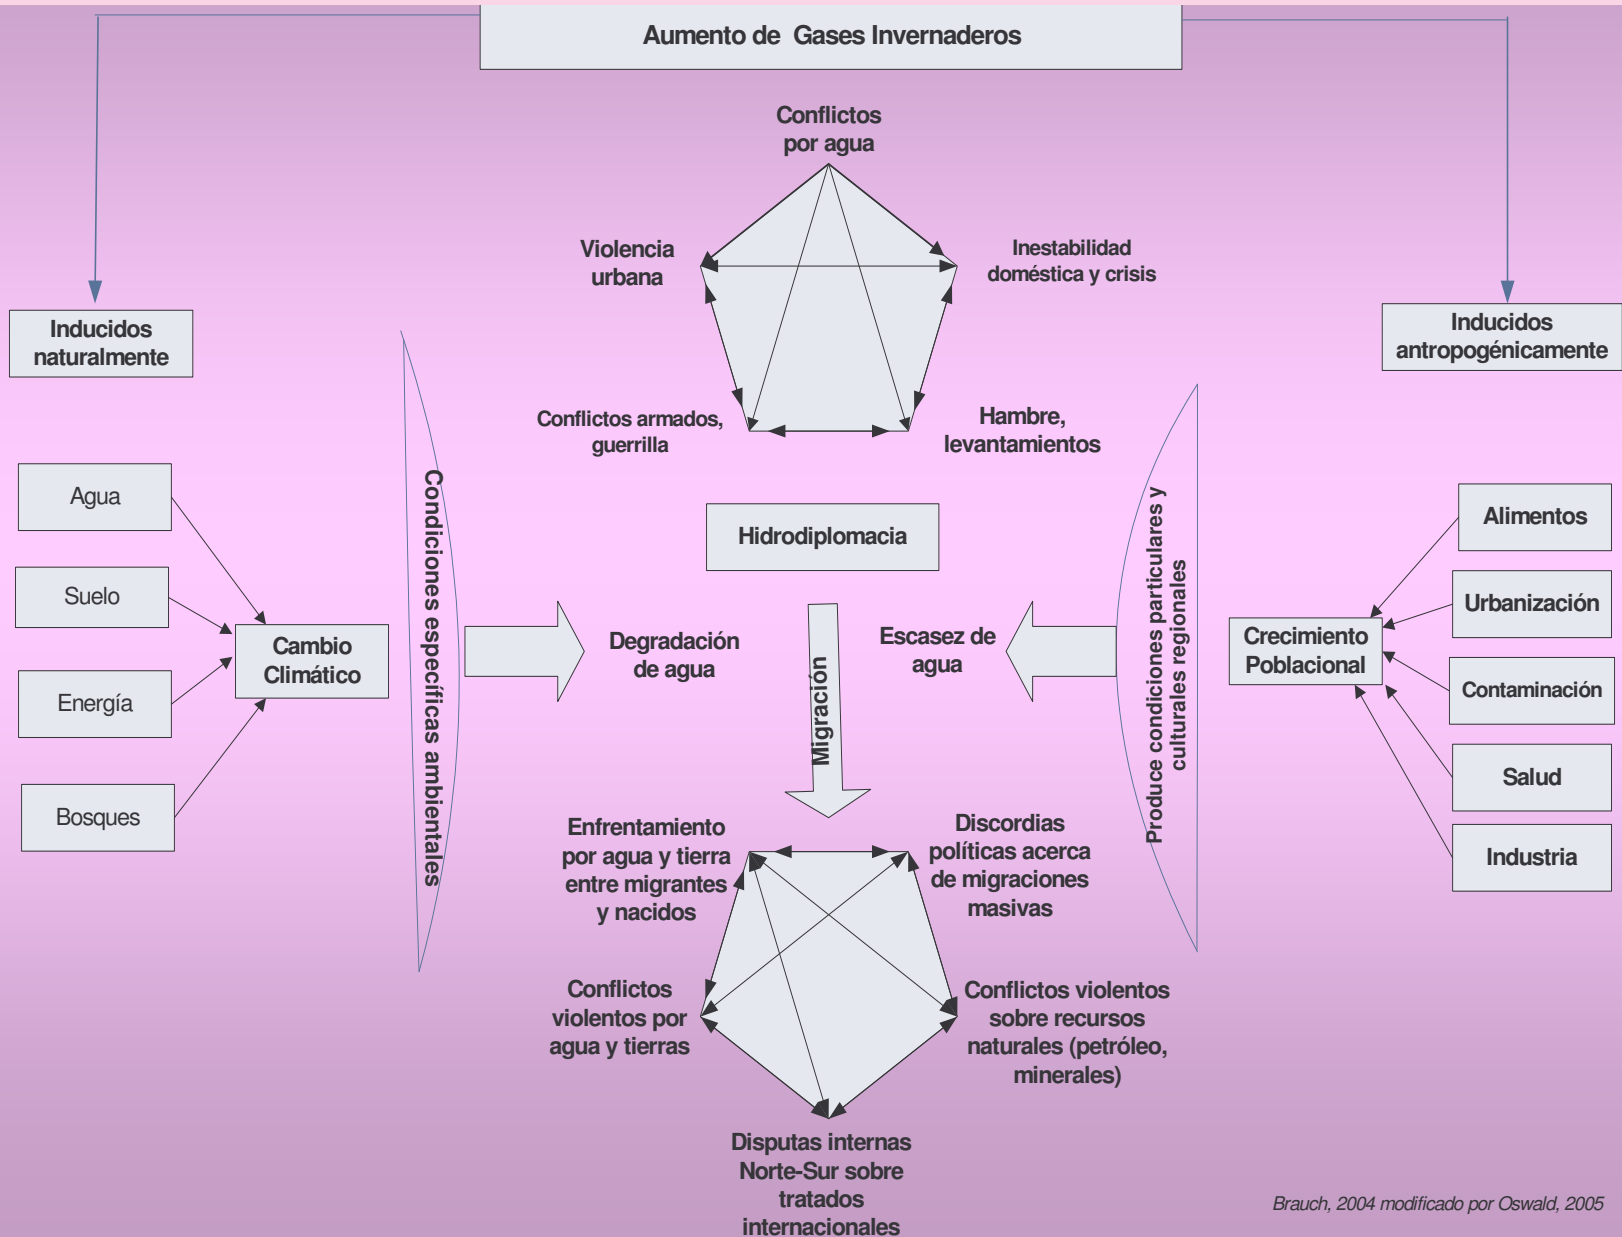 Aumento de Gases Invernaderos
Conflictos
por agua
Violencia
urbana
Inestabilidad
doméstica y crisis
Inducidos
naturalmente
Inducidos
antropogénicamente
Conflictos armados,
guerrilla
Hambre,
levantamientos
Agua
Suelo
Energía
Bosques
Cambio
Climático
Condiciones específicas ambientales
Hidrodiplomacia
Degradación
de agua
Migración
Escasez de
agua
Produce condiciones particulares y
culturales regionales
Crecimiento
Poblacional
Alimentos
Urbanización
Contaminación
Salud
Industria
Enfrentamiento
por agua y tierra
entre migrantes
y nacidos
Discordias
políticas acerca
de migraciones
masivas
Conflictos
violentos por
agua y tierras
Conflictos violentos
sobre recursos
naturales (petróleo,
minerales)
Disputas internas
Norte-Sur sobre
tratados
internacionales
Brauch, 2004 modificado por Oswald, 2005